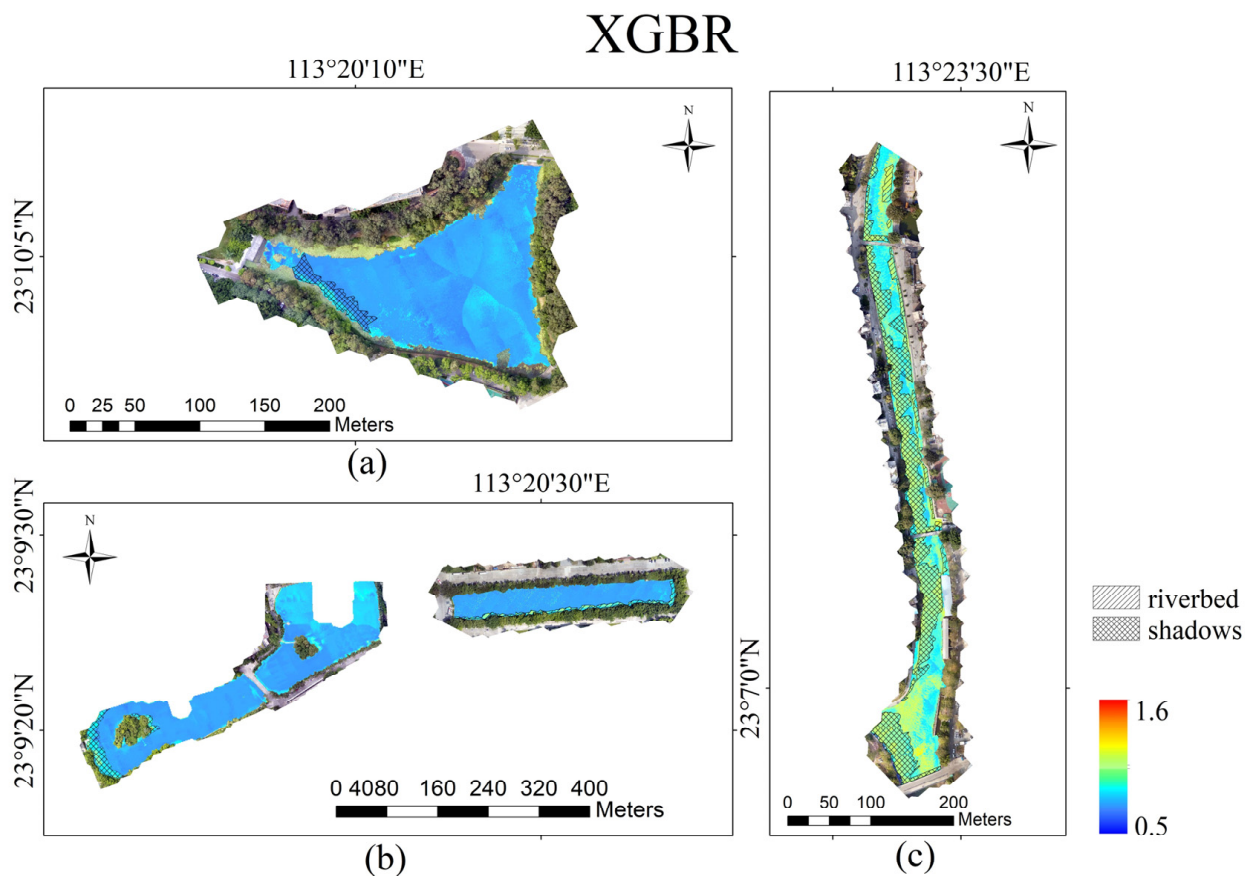 XGBR
113°20'10"E
113°23'30"E
N
N
23°10'5"N
0 25 50 100 150 200
Meters
(a)
113°20'30"E
23°9'30"N
N
riverbed
shadows
23°9'20"N
23°7'0"N
1.6
0.5
0 4080 160 240 320 400
Meters
0 50 100 200
Meters
(b)
(c)